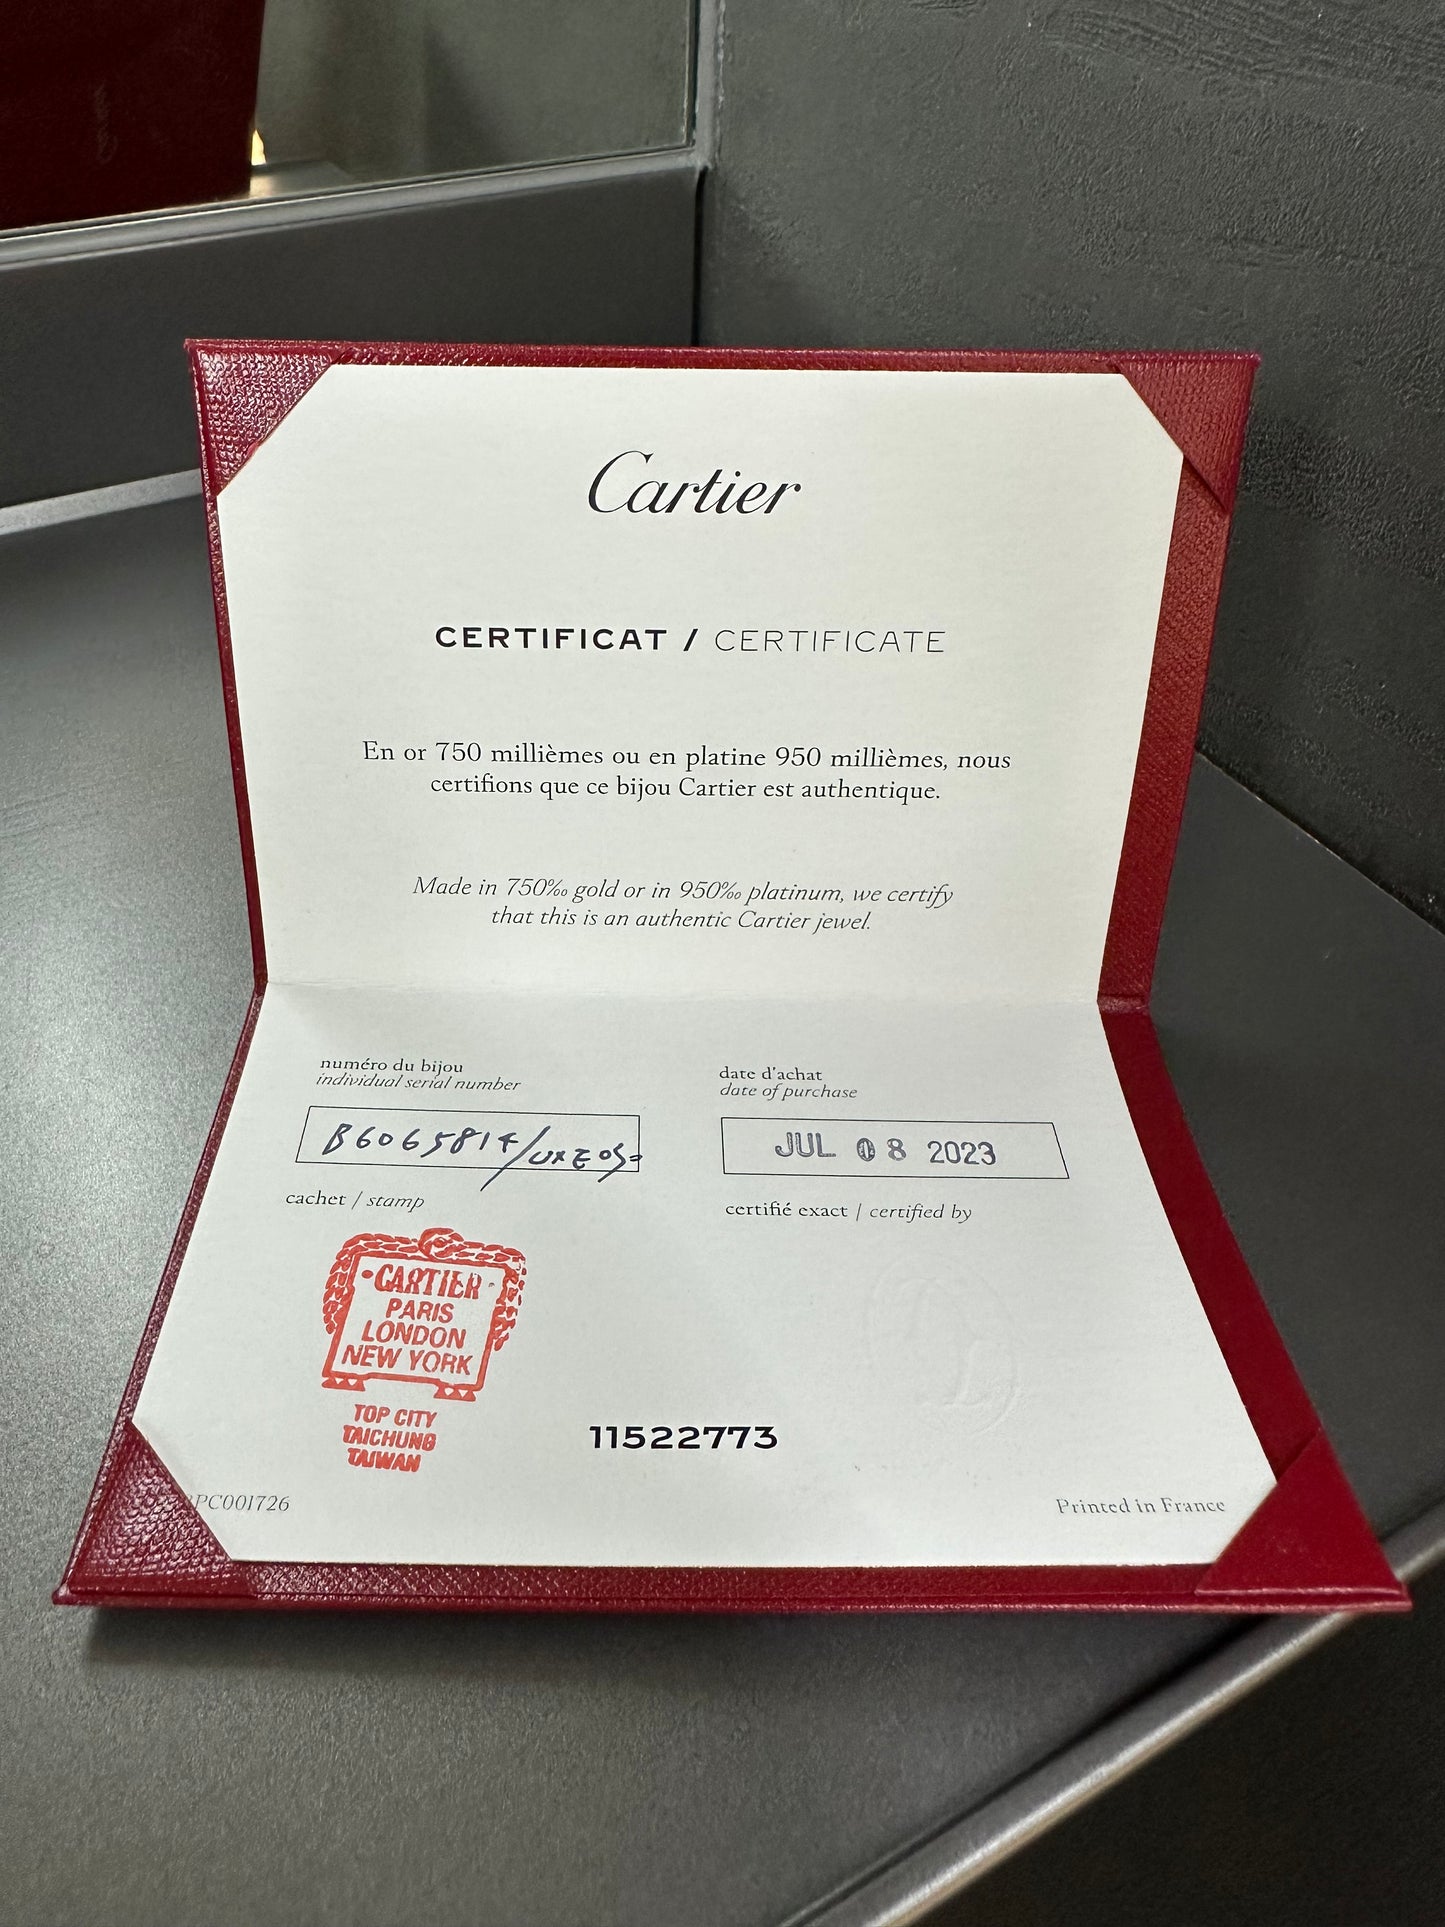 Cartier
CERTIFICAT / CERTIFICATE
En or 750 millièmes ou en platine 950 millièmes, nous
certifions que ce bijou Cartier est authentique.
Made in 750‰ gold or in 950‰ platinum, we certify
that this is an authentic Cartier jewel.
numéro du bijou
individual serial number
B6065814/
date d'achat
date of purchase
JUL 08 2023
cachet / stamp
certifié exact / certified by
CARTIER
PARIS
LONDON
NEW YORK
TOP CITY
TAICHUNG
TAIWAN
11522773
PC001726
Printed in France